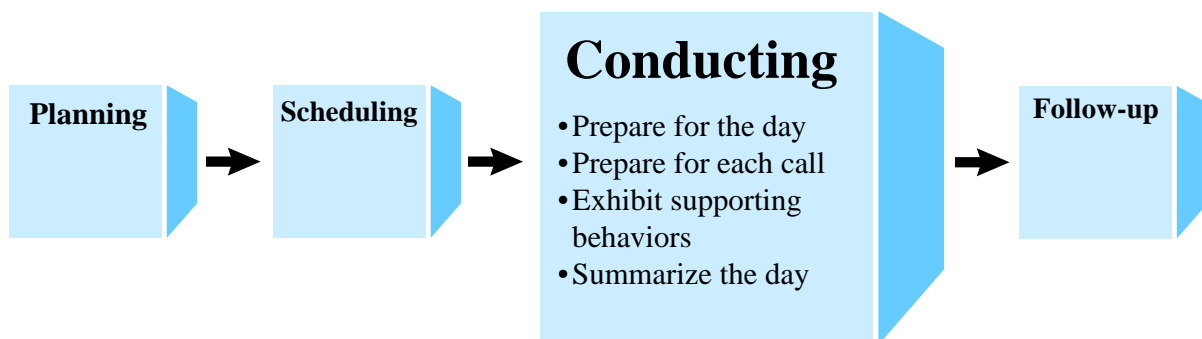 Planning
Scheduling
Conducting
•Prepare for the day
•Prepare for each call
•Exhibit supporting
behaviors
•Summarize the day
Follow-up